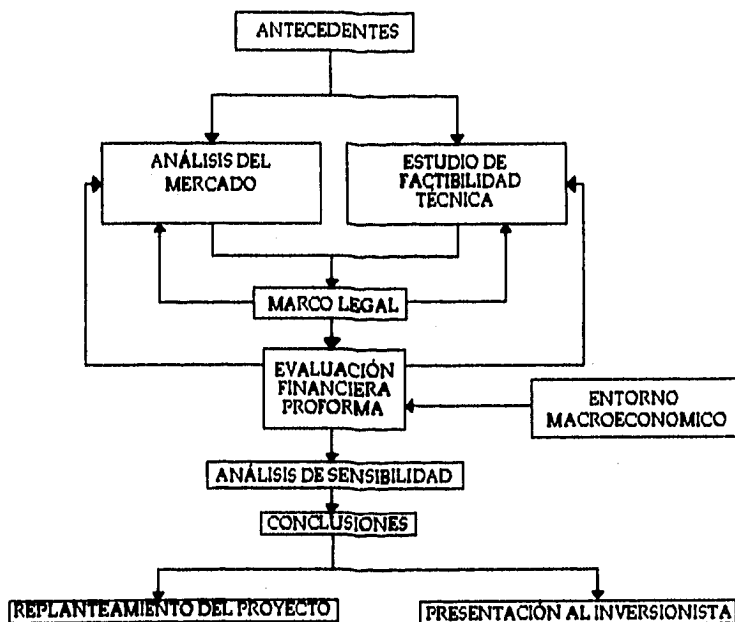 ANTECEDENTES
ANÁLISIS DEL
MERCADO
ESTUDIO DE
FACTIBILIDAD
TÉCNICA
MARCO LEGAL
EVALUACIÓN
FINANCIERA
PROFORMA
ENTORNO
MACROECONOMICO
ANÁLISIS DE SENSIBILIDAD
CONCLUSIONES
REPLANTEAMIENTO DEL PROYECTO
PRESENTACIÓN AL INVERSIONISTA